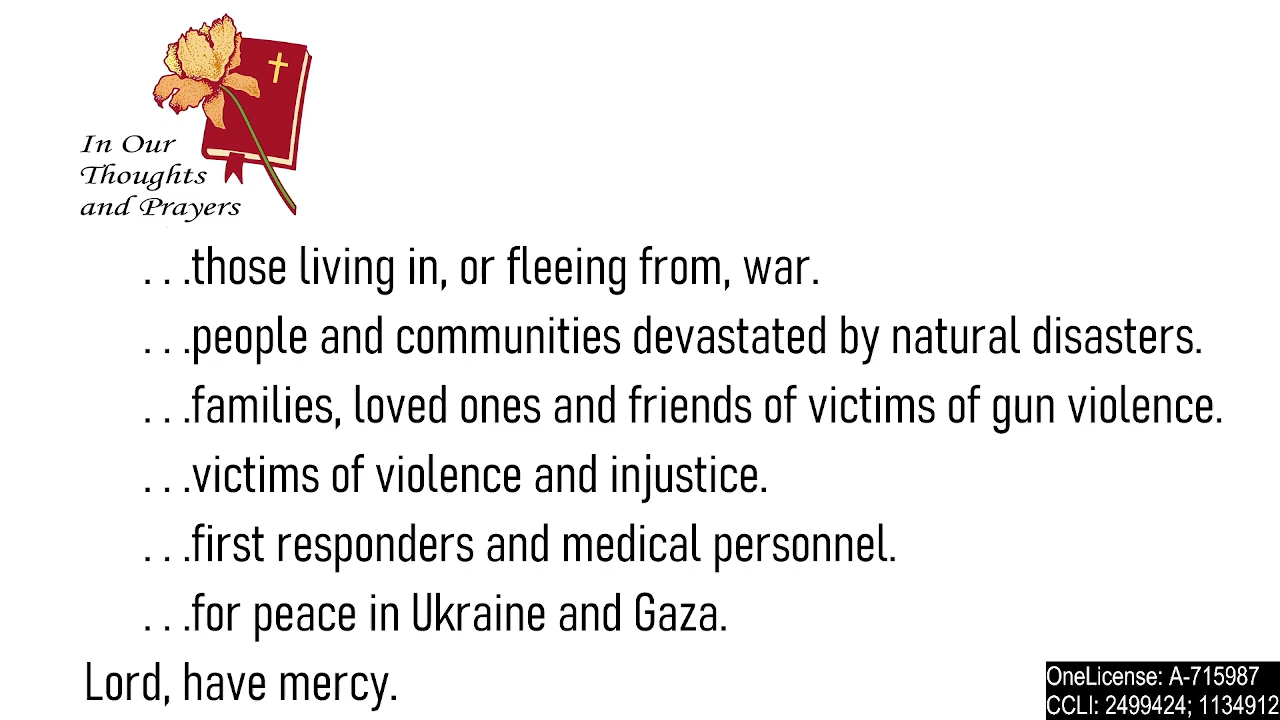 In Our
Thoughts
and Prayers
. . .those living in, or fleeing from, war.
. . .people and communities devastated by natural disasters.
. . .families, loved ones and friends of victims of gun violence.
. . .victims of violence and injustice.
. . .first responders and medical personnel.
. . .for peace in Ukraine and Gaza.
Lord, have mercy.
OneLicense: A-715987
CCLI: 2499424; 1134912